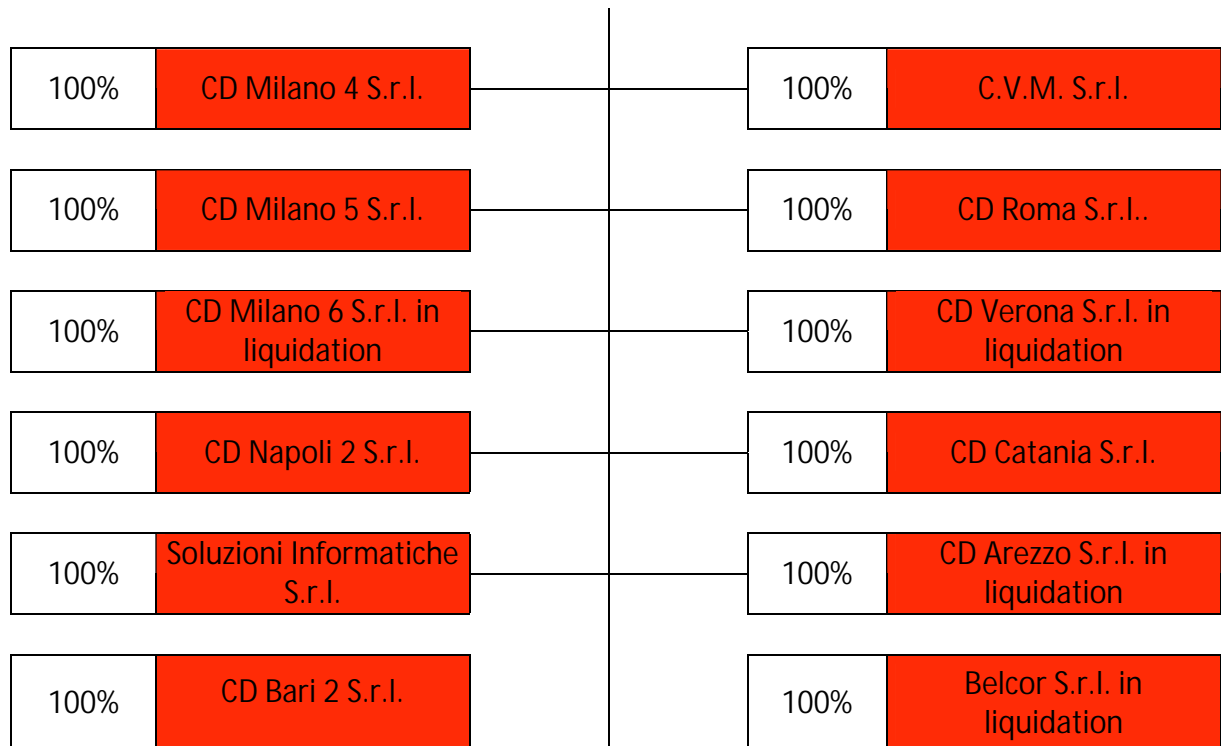 100% CD Milano 4 S.r.l. 100% C.V.M. S.r.l.
100% CD Milano 5 S.r.l. 100% CD Roma S.r.l..
100% CD Milano 6 S.r.l. in
liquidation
100% CD Verona S.r.l. in
liquidation
100% CD Napoli 2 S.r.l. 100% CD Catania S.r.l.
100% Soluzioni Informatiche
S.r.l.
100% CD Arezzo S.r.l. in
liquidation
100% CD Bari 2 S.r.l.
100% Belcor S.r.l. in
liquidation